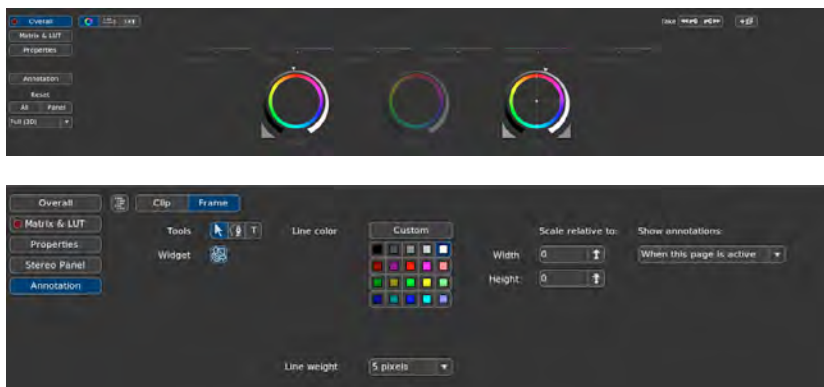 Overall
Matrix & LUT
Properties
Annotation
Reset
All Panel
Full (3D)
Overall Clip Frame
Matrix & LUT Tools T Line color Custom Scale relative to: Show annotations:
Properties Widget Width 0 When this page is active
Stereo Panel Height: 0
Annotation
Line weight 5 pixels